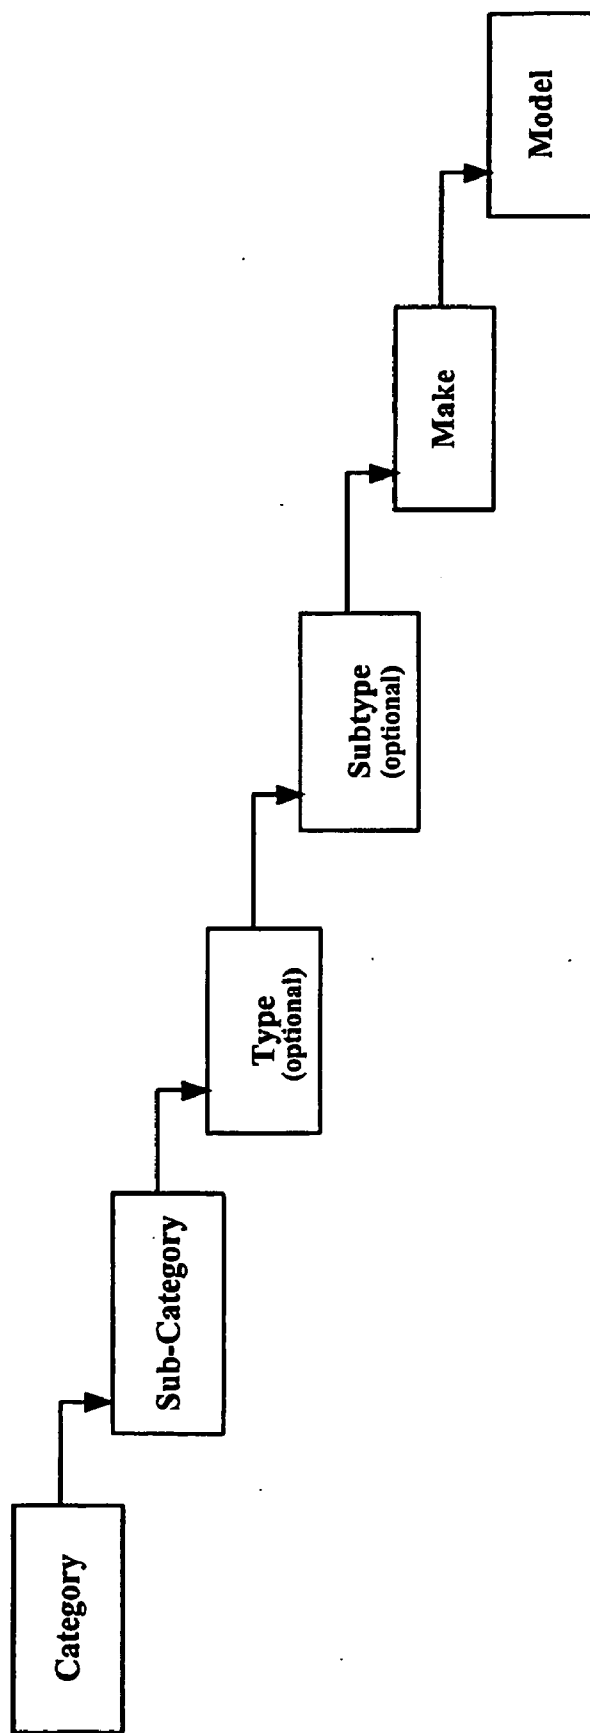 Category
Sub-Category
Type
(optional)
Subtype
(optional)
Make
Model